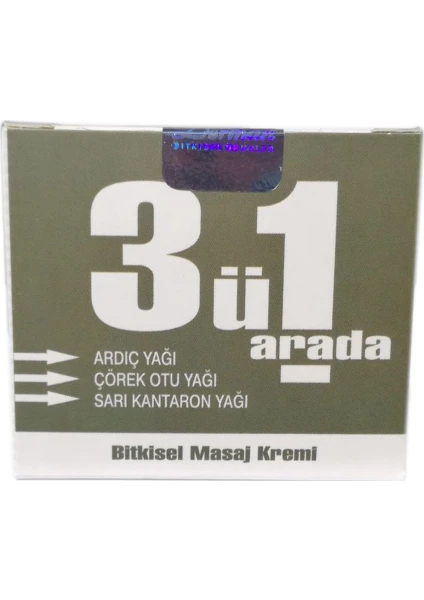 3ü1
arada
ARDIÇ YAĞI
ÇÖREK OTU YAĞI
SARI KANTARON YAĞI
Bitkisel Masaj Kremi